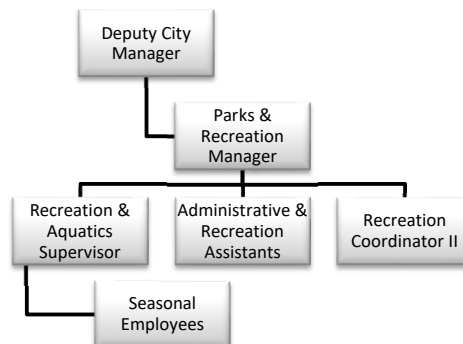 Deputy City
Manager
Parks &
Recreation
Manager
Recreation &
Aquatics
Supervisor
Administrative &
Recreation
Assistants
Recreation
Coordinator II
Seasonal
Employees